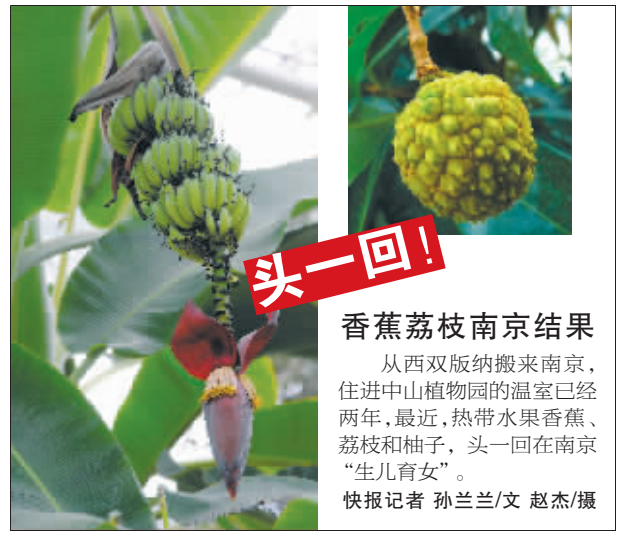 头一回！
香蕉荔枝南京结果
从西双版纳搬来南京，
住进中山植物园的温室已经
两年，最近，热带水果香蕉、
荔枝和柚子，头一回在南京
“生儿育女”。
快报记者 孙兰兰/文 赵杰/摄